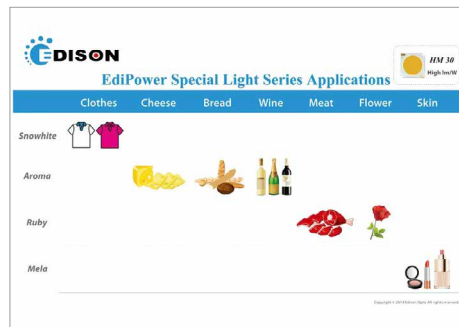 EDISON
HM 30
High lm/W
EdiPower Special Light Series Applications
Clothes Cheese Bread Wine Meat Flower Skin
Snowhite
Aroma
Ruby
Mela